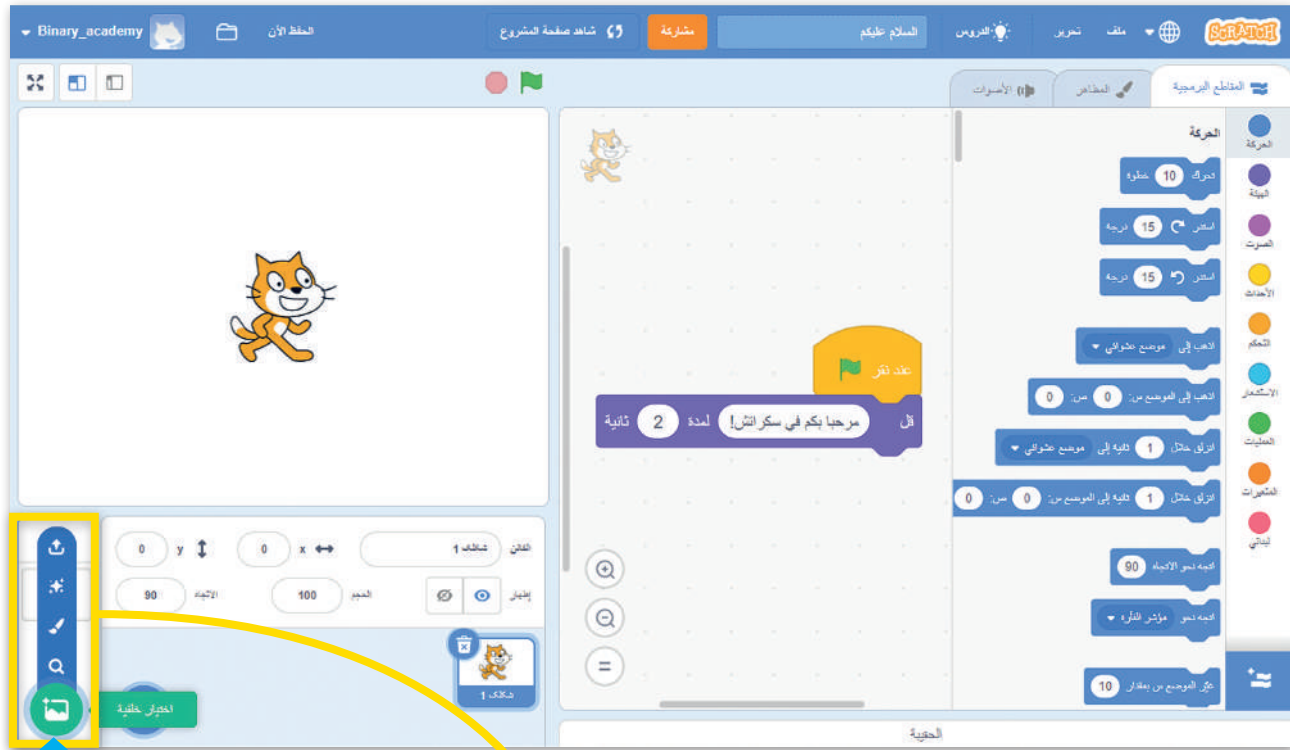 SCRATCH
ملف
تحرير
الدروس
السلام عليكم
مشاركة
شاهد صفحة المشروع
الحفظ الآن
Binary_academy
المقاطع البرمجية
المظاهر
الأصوات
الحركة
الهيئة
الصوت
الأحداث
التحكم
الاستشعار
العمليات
المتغيرات
لبناتي
الحركة
تحرك 10 خطوة
استدر 15 درجة
استدر 15 درجة
اذهب إلى موضع عشوائي
اذهب إلى الموضع س: 0 ص: 0
انزلق خلال 1 ثانية إلى موضع عشوائي
انزلق خلال 1 ثانية إلى الموضع س: 0 ص: 0
اتجه نحو الاتجاه 90
اتجه نحو مؤشر الفأرة
غيّر الموضع س بمقدار 10
عند نقر
قل مرحبا بكم في سكراتش! لمدة 2 ثانية
الكائن
x 0
y 0
إظهار
الحجم 100
الاتجاه 90
اختيار خلفية
الحقيبة